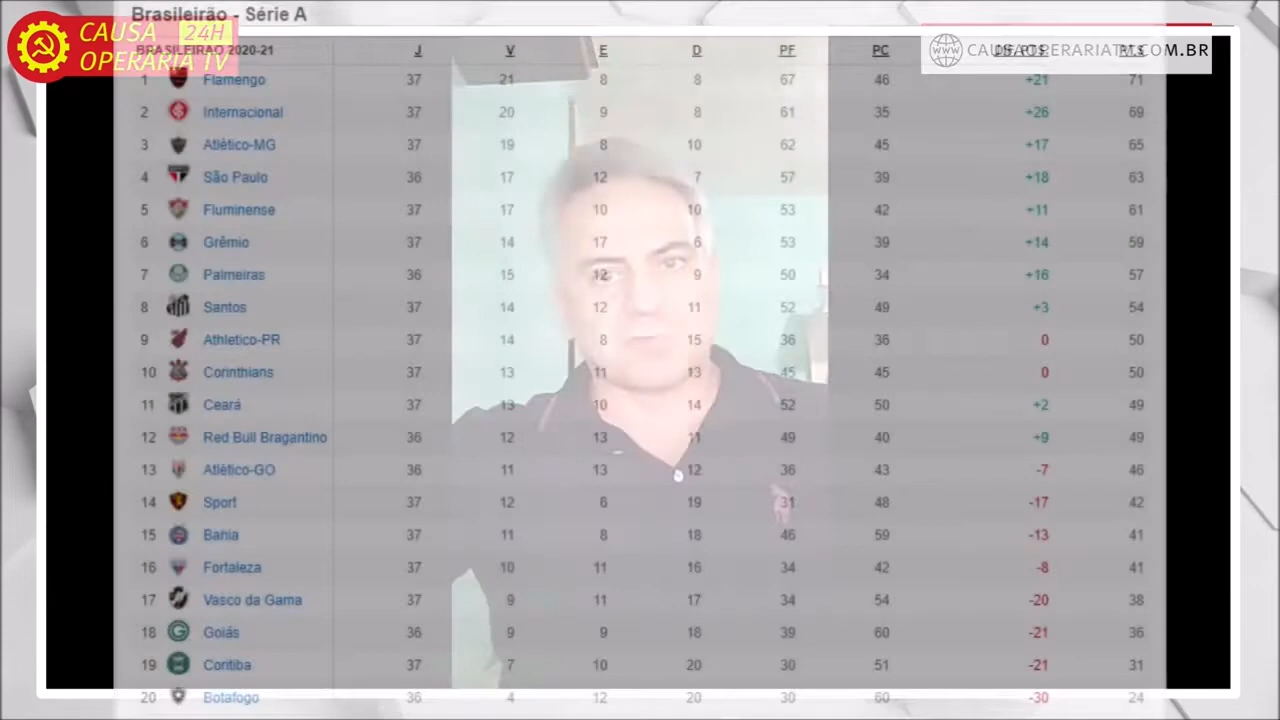 Brasileirão - Série A
CAUSA 24H
OPERÁRIA TV
CAUSAOPERARIATV.COM.BR
BRASILEIRÃO 2020-21 J V E D PF PC PTS
1 Flamengo 37 21 8 8 67 46 +21 71
2 Internacional 37 20 9 8 61 35 +26 69
3 Atlético-MG 37 19 8 10 62 45 +17 65
4 São Paulo 36 17 12 7 57 39 +18 63
5 Fluminense 37 17 10 10 53 42 +11 61
6 Grêmio 37 14 17 6 53 39 +14 59
7 Palmeiras 36 15 12 9 50 34 +16 57
8 Santos 37 14 12 11 52 49 +3 54
9 Athletico-PR 37 14 8 15 36 36 0 50
10 Corinthians 37 13 11 13 45 45 0 50
11 Ceará 37 13 10 14 52 50 +2 49
12 Red Bull Bragantino 36 12 13 11 49 40 +9 49
13 Atlético-GO 36 11 13 12 36 43 -7 46
14 Sport 37 12 6 19 31 48 -17 42
15 Bahia 37 11 8 18 46 59 -13 41
16 Fortaleza 37 10 11 16 34 42 -8 41
17 Vasco da Gama 37 9 11 17 34 54 -20 38
18 Goiás 36 9 9 18 39 60 -21 36
19 Coritiba 37 7 10 20 30 51 -21 31
20 Botafogo 36 4 12 20 30 60 -30 24